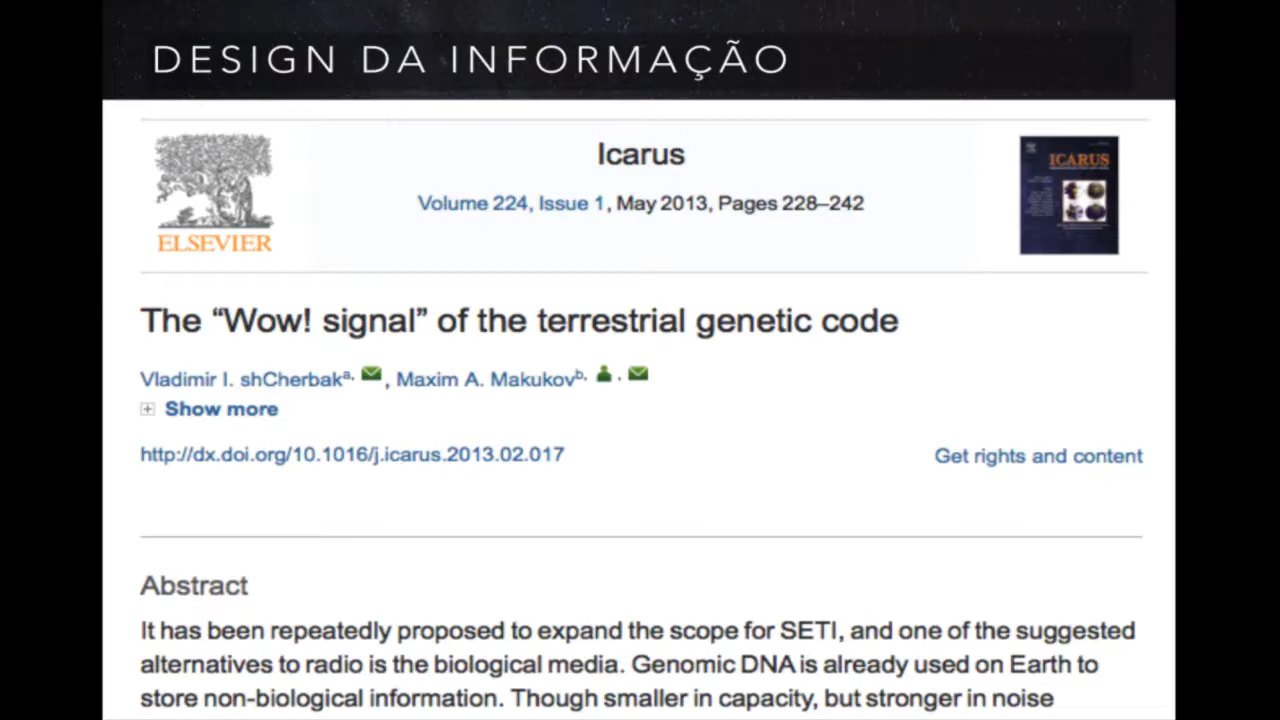 DESIGN DA INFORMAÇÃO
Icarus
Volume 224, Issue 1, May 2013, Pages 228–242
ELSEVIER
ICARUS
The “Wow! signal” of the terrestrial genetic code
Vladimir I. shCherbakᵃ, , Maxim A. Makukovᵇ, ,
Show more
http://dx.doi.org/10.1016/j.icarus.2013.02.017
Get rights and content
Abstract
It has been repeatedly proposed to expand the scope for SETI, and one of the suggested
alternatives to radio is the biological media. Genomic DNA is already used on Earth to
store non-biological information. Though smaller in capacity, but stronger in noise